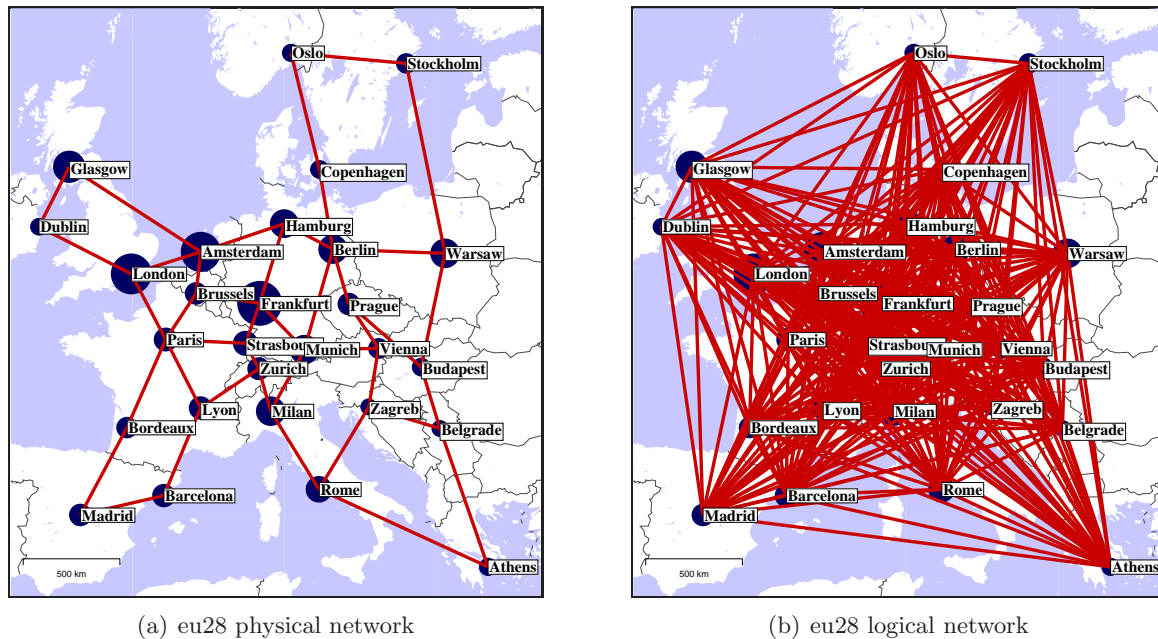 Oslo
Stockholm
Glasgow
Copenhagen
Dublin
Hamburg
Amsterdam
Berlin
Warsaw
London
Brussels
Frankfurt
Prague
Paris
Strasbou
Munich
Vienna
Zurich
Budapest
Lyon
Milan
Zagreb
Bordeaux
Belgrade
Barcelona
Rome
Madrid
Athens
500 km
(a) eu28 physical network
Oslo
Stockholm
Glasgow
Copenhagen
Dublin
Hamburg
Amsterdam
Berlin
Warsaw
London
Brussels
Frankfurt
Prague
Paris
Strasbou
Munich
Vienna
Zurich
Budapest
Lyon
Milan
Zagreb
Bordeaux
Belgrade
Barcelona
Rome
Madrid
Athens
500 km
(b) eu28 logical network